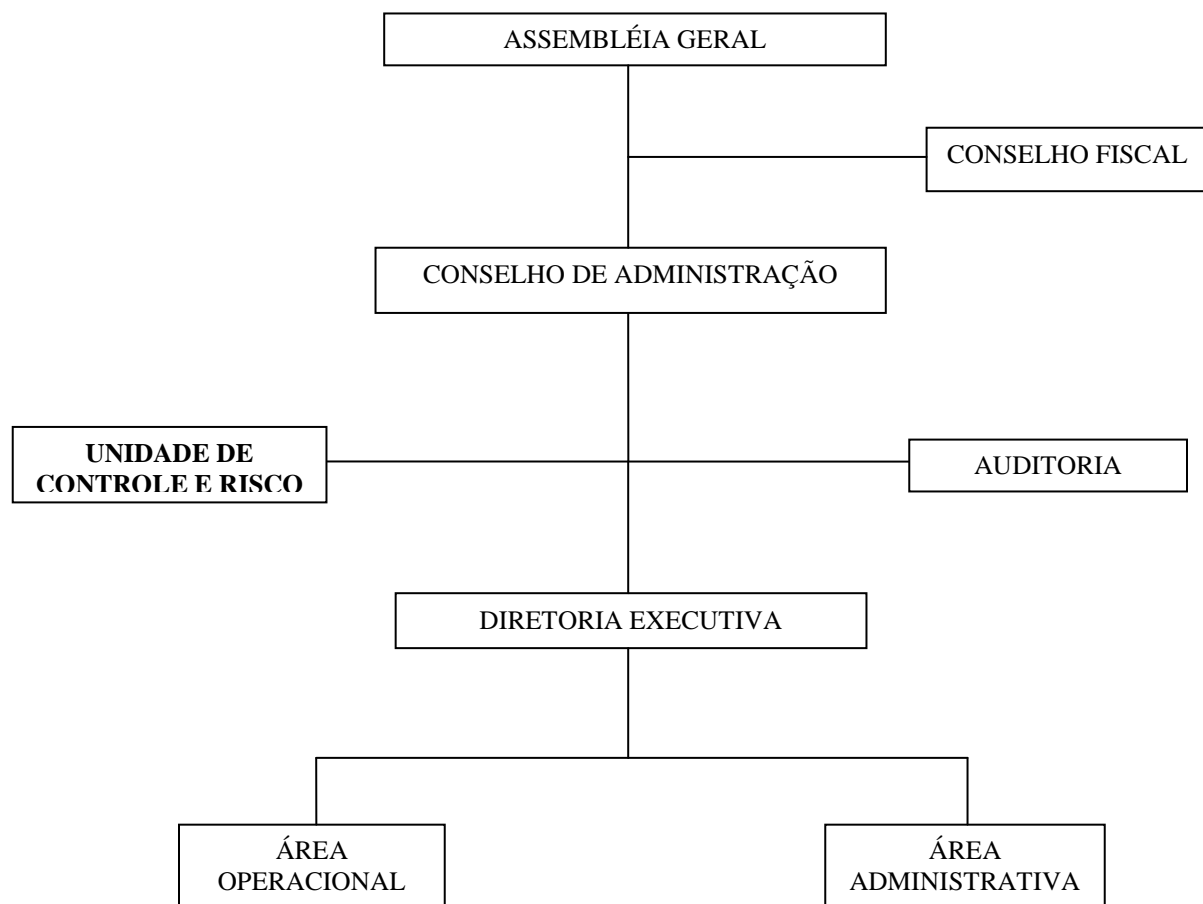 ASSEMBLÉIA GERAL
CONSELHO FISCAL
CONSELHO DE ADMINISTRAÇÃO
UNIDADE DE
CONTROLE E RISCO
AUDITORIA
DIRETORIA EXECUTIVA
ÁREA
OPERACIONAL
ÁREA
ADMINISTRATIVA